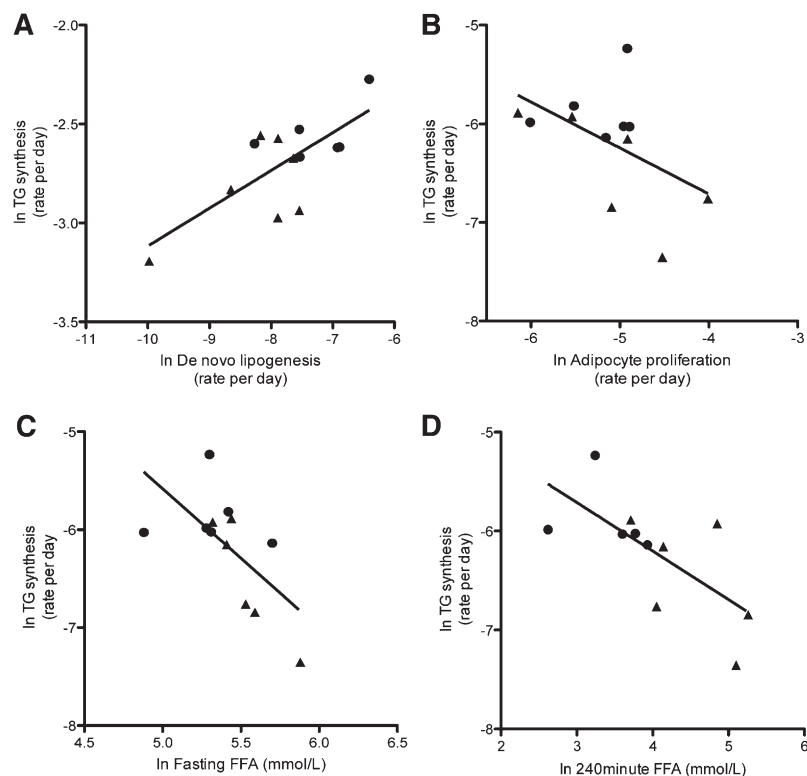 A
-2.0
-2.5
-3.0
-3.5
ln TG synthesis
(rate per day)
-11 -10 -9 -8 -7 -6
ln De novo lipogenesis
(rate per day)
B
-5
-6
-7
-8
ln TG synthesis
(rate per day)
-6 -5 -4 -3
ln Adipocyte proliferation
(rate per day)
C
-5
-6
-7
-8
ln TG synthesis
(rate per day
4.5 5.0 5.5 6.0 6.5
ln Fasting FFA (mmol/L)
D
-5
-6
-7
-8
ln TG synthesis
(rate per day)
2 3 4 5 6
ln 240minute FFA (mmol/L)